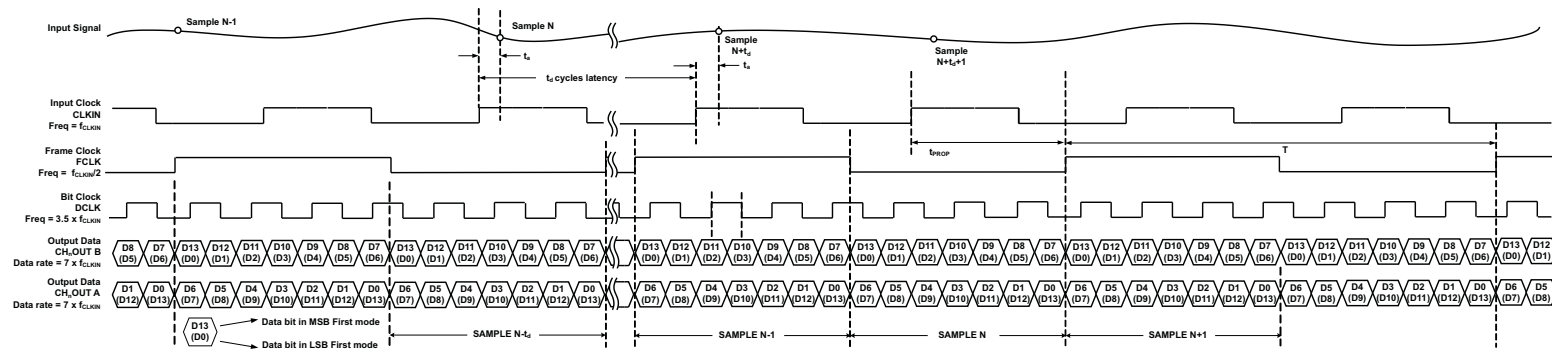 Input Signal
Sample N-1
Sample N
Sample
N+td
Sample
N+td+1
ta
ta
td cycles latency
Input Clock
CLKIN
Freq = fCLKIN
tPROP
T
Frame Clock
FCLK
Freq = fCLKIN/2
Bit Clock
DCLK
Freq = 3.5 x fCLKIN
Output Data
CHnOUT B
Data rate = 7 x fCLKIN
D8 D7 D13 D12 D11 D10 D9 D8 D7 D13 D12 D11 D10 D9 D8 D7 D13 D12 D11 D10 D9 D8 D7 D13 D12 D11 D10 D9 D8 D7 D13 D12 D11 D10 D9 D8 D7 D13 D12 D11 D10 D9 D8 D7 D13 D12
(D5) (D6) (D0) (D1) (D2) (D3) (D4) (D5) (D6) (D0) (D1) (D2) (D3) (D4) (D5) (D6) (D0) (D1) (D2) (D3) (D4) (D5) (D6) (D0) (D1) (D2) (D3) (D4) (D5) (D6) (D0) (D1) (D2) (D3) (D4) (D5) (D6) (D0) (D1) (D2) (D3) (D4) (D5) (D6) (D0) (D1)
Output Data
CHnOUT A
Data rate = 7 x fCLKIN
D1 D0 D6 D5 D4 D3 D2 D1 D0 D6 D5 D4 D3 D2 D1 D0 D6 D5 D4 D3 D2 D1 D0 D6 D5 D4 D3 D2 D1 D0 D6 D5 D4 D3 D2 D1 D0 D6 D5 D4 D3 D2 D1 D0 D6 D5
(D12) (D13) (D7) (D8) (D9) (D10) (D11) (D12) (D13) (D7) (D8) (D9) (D10) (D11) (D12) (D13) (D7) (D8) (D9) (D10) (D11) (D12) (D13) (D7) (D8) (D9) (D10) (D11) (D12) (D13) (D7) (D8) (D9) (D10) (D11) (D12) (D13) (D7) (D8) (D9) (D10) (D11) (D12) (D13) (D7) (D8)
D13
(D0)
Data bit in MSB First mode
Data bit in LSB First mode
SAMPLE N-td
SAMPLE N-1
SAMPLE N
SAMPLE N+1